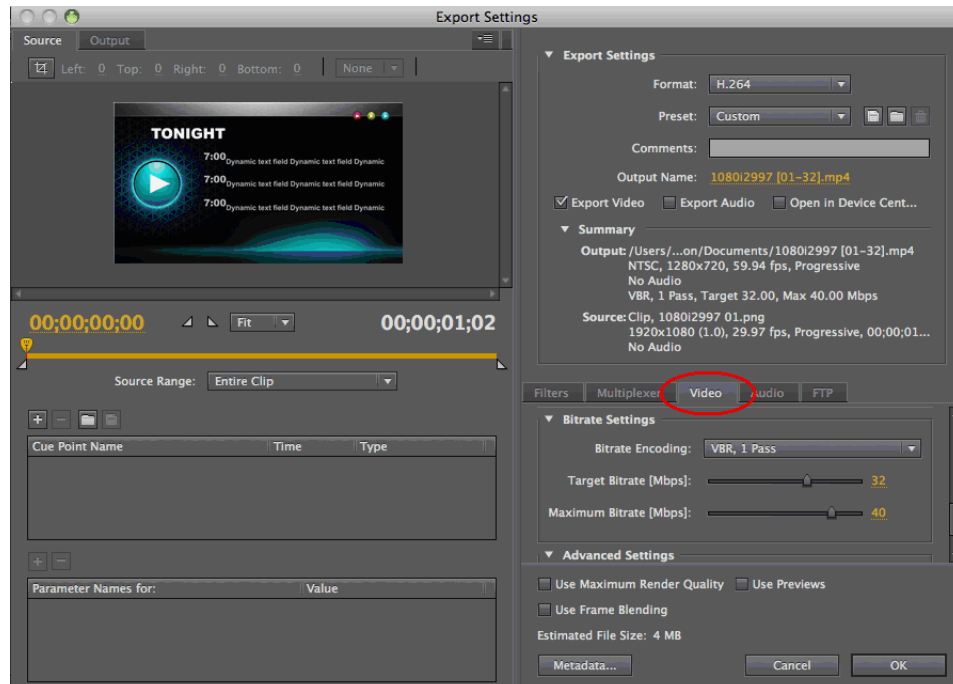 Export Settings
Source Output
Left: 0 Top: 0 Right: 0 Bottom: 0 None
TONIGHT
7:00 Dynamic text field Dynamic text field Dynamic
7:00 Dynamic text field Dynamic text field Dynamic
7:00 Dynamic text field Dynamic text field Dynamic
00;00;00;00 Fit 00;00;01;02
Source Range: Entire Clip
Cue Point Name Time Type
Parameter Names for: Value
Export Settings
Format: H.264
Preset: Custom
Comments:
Output Name: 1080i2997 [01-32].mp4
Export Video Export Audio Open in Device Cent...
Summary
Output: /Users/...on/Documents/1080i2997 [01-32].mp4
NTSC, 1280x720, 59.94 fps, Progressive
No Audio
VBR, 1 Pass, Target 32.00, Max 40.00 Mbps
Source: Clip, 1080i2997 01.png
1920x1080 (1.0), 29.97 fps, Progressive, 00;00;01...
No Audio
Filters Multiplexer Video Audio FTP
Bitrate Settings
Bitrate Encoding: VBR, 1 Pass
Target Bitrate [Mbps]: 32
Maximum Bitrate [Mbps]: 40
Advanced Settings
Use Maximum Render Quality Use Previews
Use Frame Blending
Estimated File Size: 4 MB
Metadata... Cancel OK